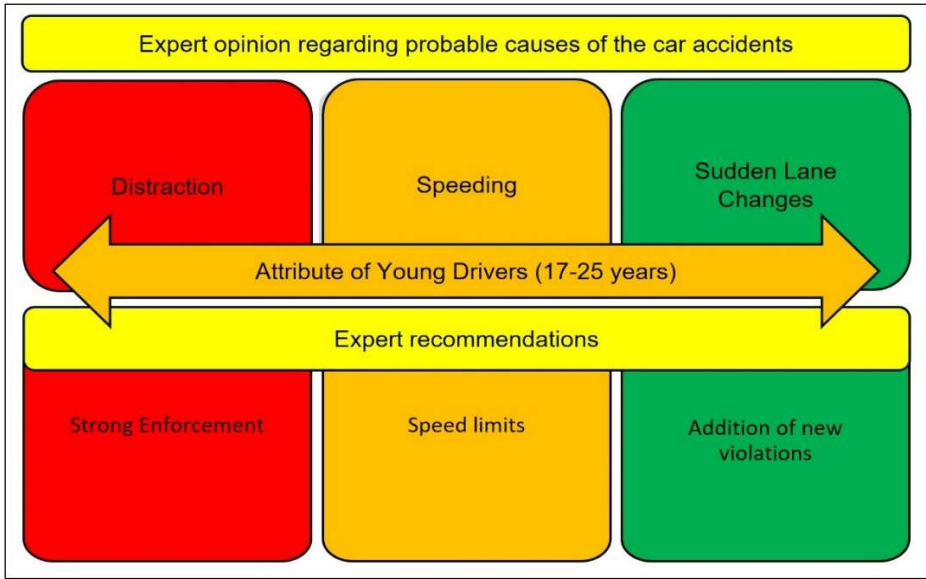 Expert opinion regarding probable causes of the car accidents
Distraction
Speeding
Sudden Lane
Changes
Attribute of Young Drivers (17-25 years)
Expert recommendations
Strong Enforcement
Speed limits
Addition of new
violations